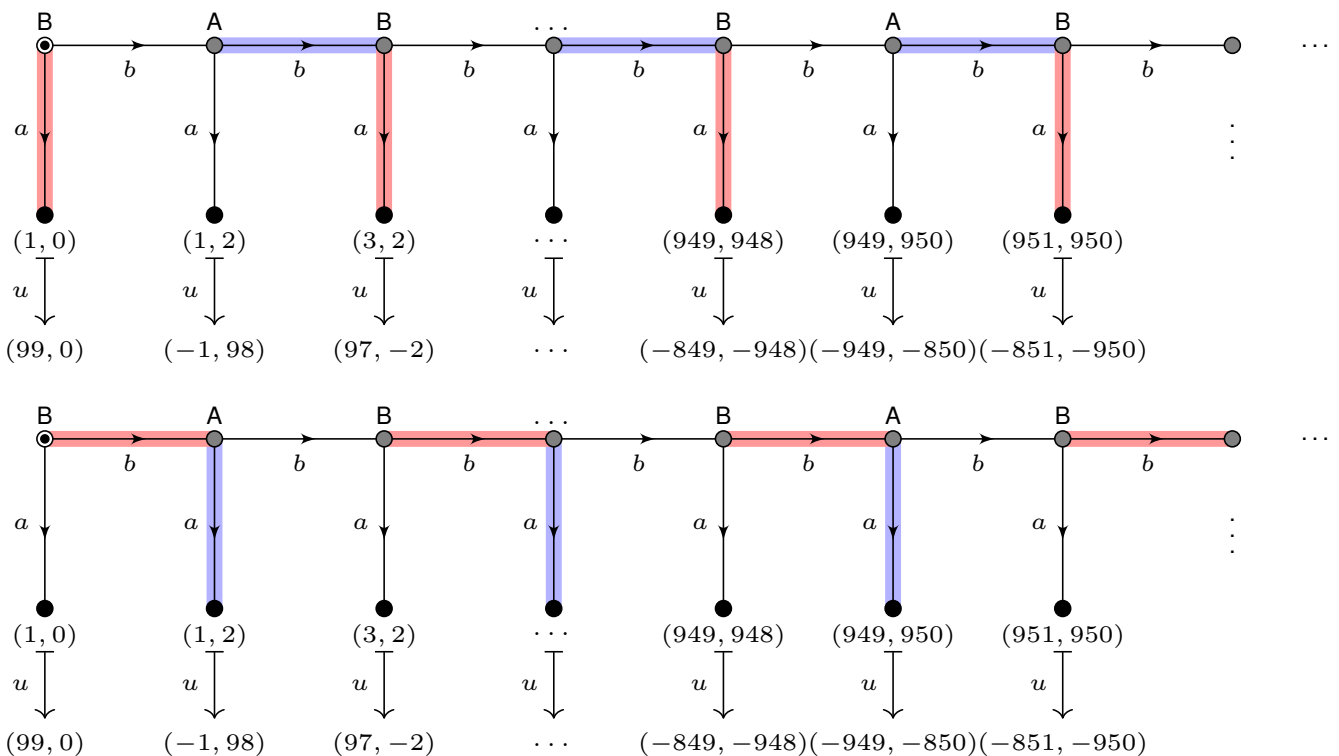 B A B ... B A B
b b b b b b b ...
a a a a a a a ⋮
(1, 0) (1, 2) (3, 2) ... (949, 948) (949, 950) (951, 950)
u u u u u u
(99, 0) (−1, 98) (97, −2) ... (−849, −948) (−949, −850) (−851, −950)
B A B ... B A B
b b b b b b b ...
a a a a a a a ⋮
(1, 0) (1, 2) (3, 2) ... (949, 948) (949, 950) (951, 950)
u u u u u u u
(99, 0) (−1, 98) (97, −2) ... (−849, −948) (−949, −850) (−851, −950)